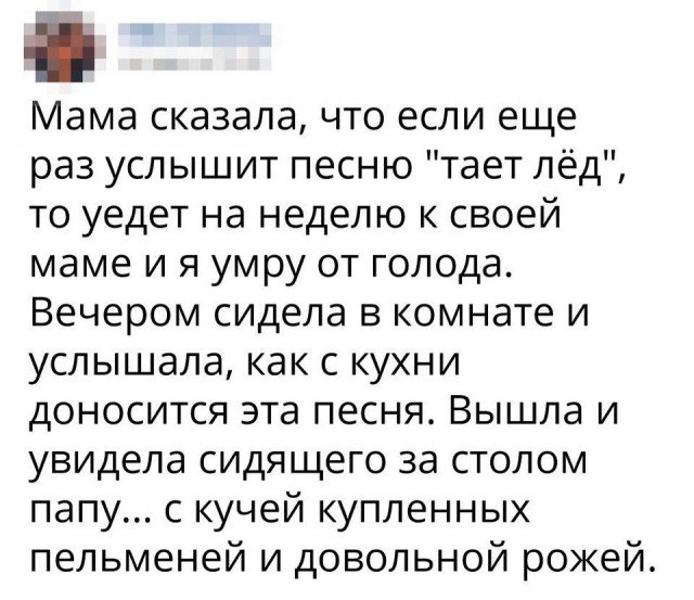 Мама сказала, что если еще
раз услышит песню "тает лёд",
то уедет на неделю к своей
маме и я умру от голода.
Вечером сидела в комнате и
услышала, как с кухни
доносится эта песня. Вышла и
увидела сидящего за столом
папу... с кучей купленных
пельменей и довольной рожей.